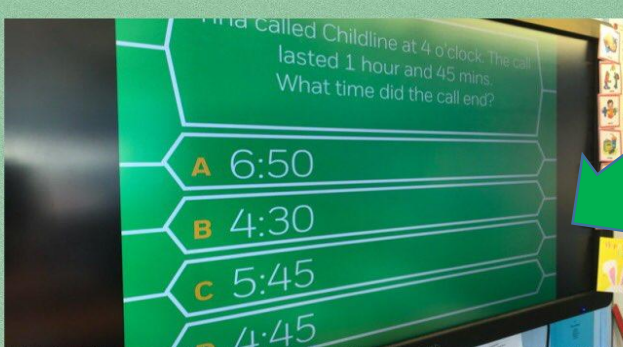 called Childline at 4 o'clock. The call
lasted 1 hour and 45 mins.
What time did the call end?
A 6:50
B 4:30
C 5:45
4:45